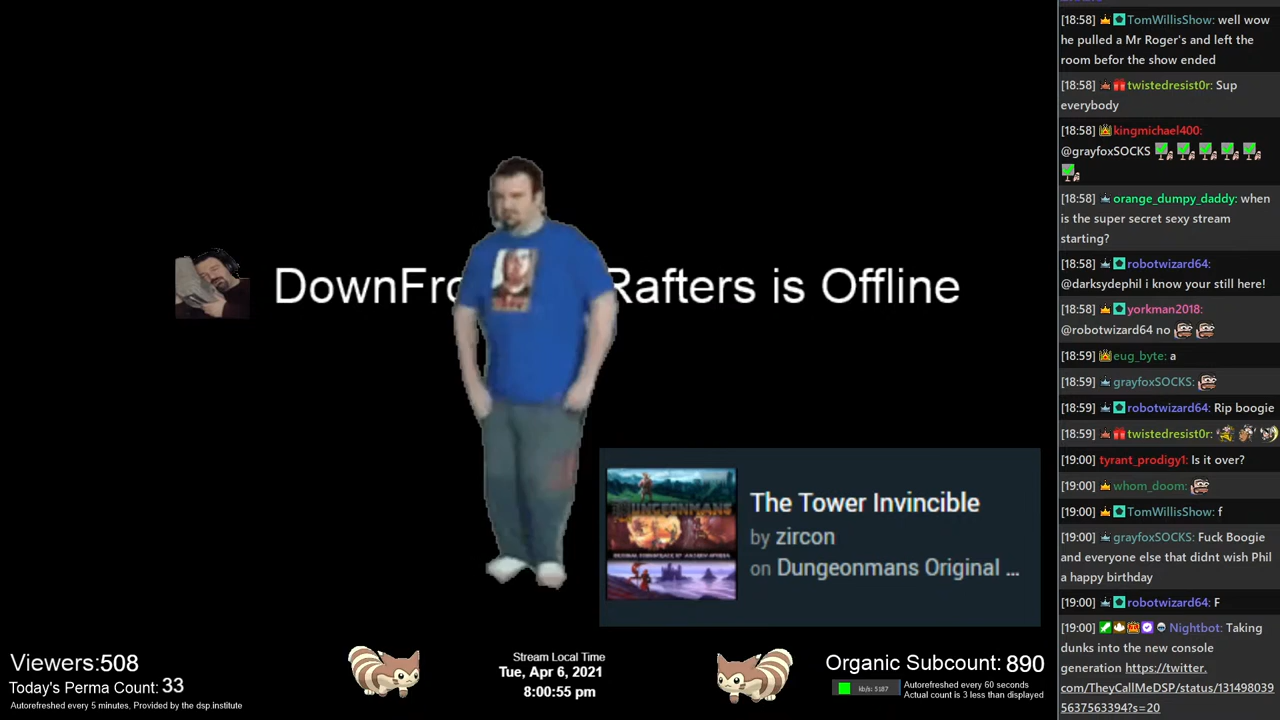 DownFro Rafters is Offline
The Tower Invincible
by zircon
on Dungeonmans Original ...
DUNGEONMANS
Viewers:508
Today's Perma Count: 33
Autorefreshed every 5 minutes. Provided by the dsp.institute
Stream Local Time
Tue, Apr 6, 2021
8:00:55 pm
Organic Subcount: 890
kb/s: 5187
Autorefreshed every 60 seconds
Actual count is 3 less than displayed
[18:58] TomWillisShow: well wow
he pulled a Mr Roger's and left the
room befor the show ended
[18:58] twistedresist0r: Sup
everybody
[18:58] kingmichael400:
@grayfoxSOCKS
[18:58] orange_dumpy_daddy: when
is the super secret sexy stream
starting?
[18:58] robotwizard64:
@darksydephil i know your still here!
[18:58] yorkman2018:
@robotwizard64 no
[18:59] eug_byte: a
[18:59] grayfoxSOCKS:
[18:59] robotwizard64: Rip boogie
[18:59] twistedresist0r:
[19:00] tyrant_prodigy1: Is it over?
[19:00] whom_doom:
[19:00] TomWillisShow: f
[19:00] grayfoxSOCKS: Fuck Boogie
and everyone else that didnt wish Phil
a happy birthday
[19:00] robotwizard64: F
[19:00] Nightbot: Taking
dunks into the new console
generation https://twitter.
com/TheyCallMeDSP/status/131498039
5637563394?s=20